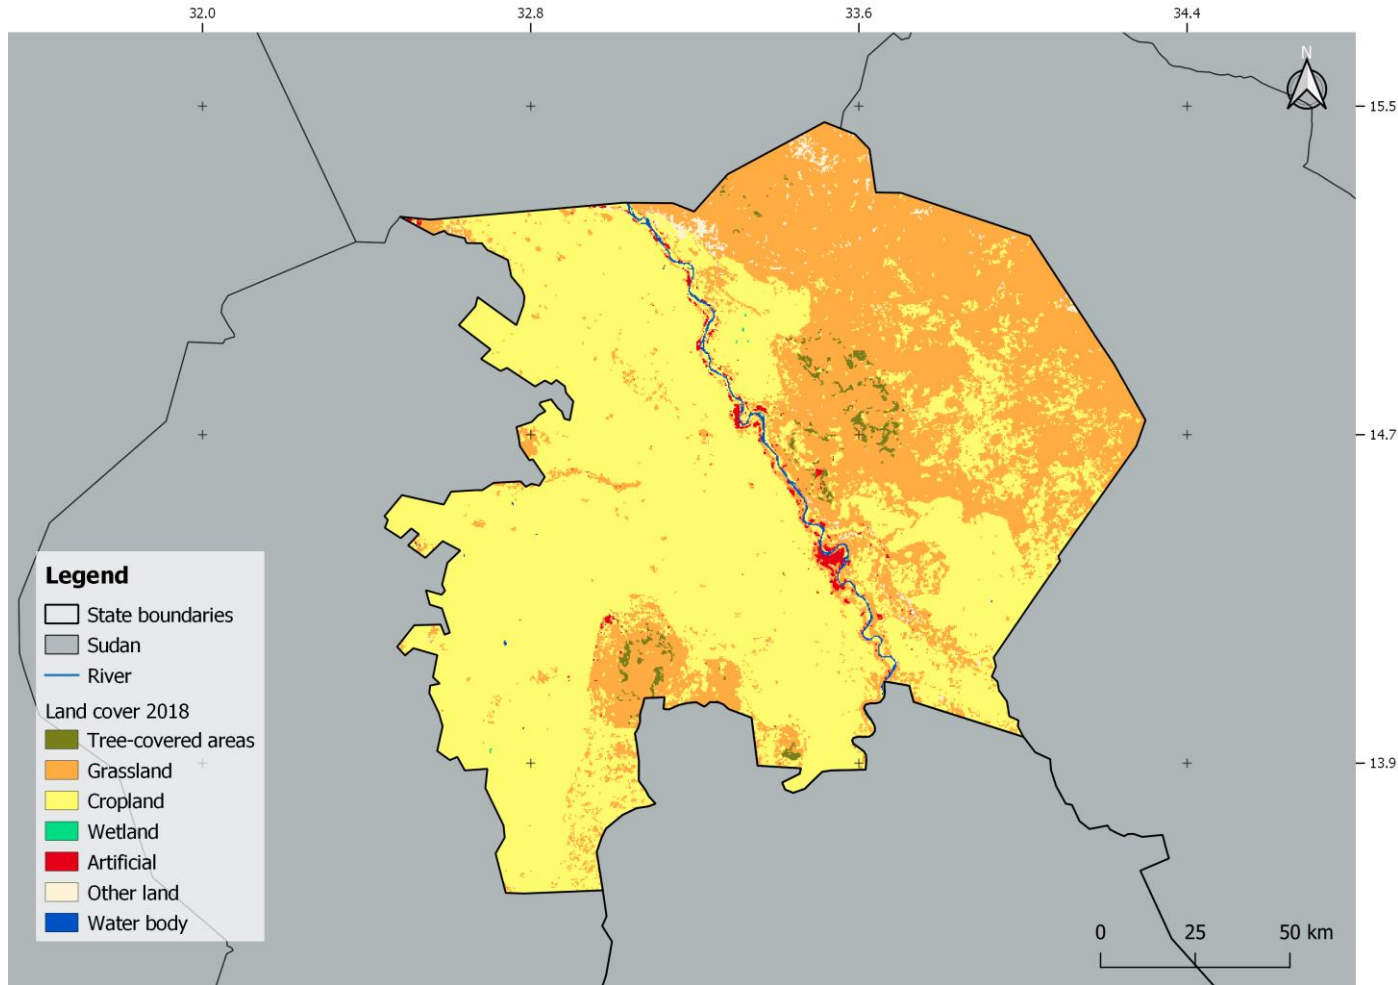 32.0 32.8 33.6 34.4
N
15.5
14.7
13.9
Legend
State boundaries
Sudan
River
Land cover 2018
Tree-covered areas
Grassland
Cropland
Wetland
Artificial
Other land
Water body
0 25 50 km